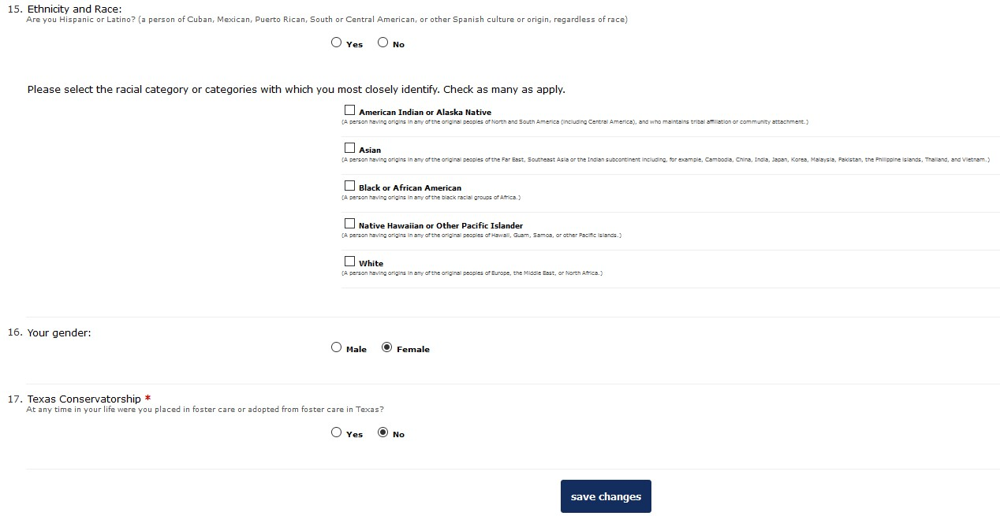 15. Ethnicity and Race:
Are you Hispanic or Latino? (a person of Cuban, Mexican, Puerto Rican, South or Central American, or other Spanish culture or origin, regardless of race)
Yes No
Please select the racial category or categories with which you most closely identify. Check as many as apply.
American Indian or Alaska Native
(A person having origins in any of the original peoples of North and South America (including Central America), and who maintains tribal affiliation or community attachment.)
Asian
(A person having origins in any of the original peoples of the Far East, Southeast Asia or the Indian subcontinent including, for example, Cambodia, China, India, Japan, Korea, Malaysia, Pakistan, the Philippine Islands, Thailand, and Vietnam.)
Black or African American
(A person having origins in any of the black racial groups of Africa.)
Native Hawaiian or Other Pacific Islander
(A person having origins in any of the original peoples of Hawaii, Guam, Samoa, or other Pacific Islands.)
White
(A person having origins in any of the original peoples of Europe, the Middle East, or North Africa.)
16. Your gender:
Male Female
17. Texas Conservatorship *
At any time in your life were you placed in foster care or adopted from foster care in Texas?
Yes No
save changes